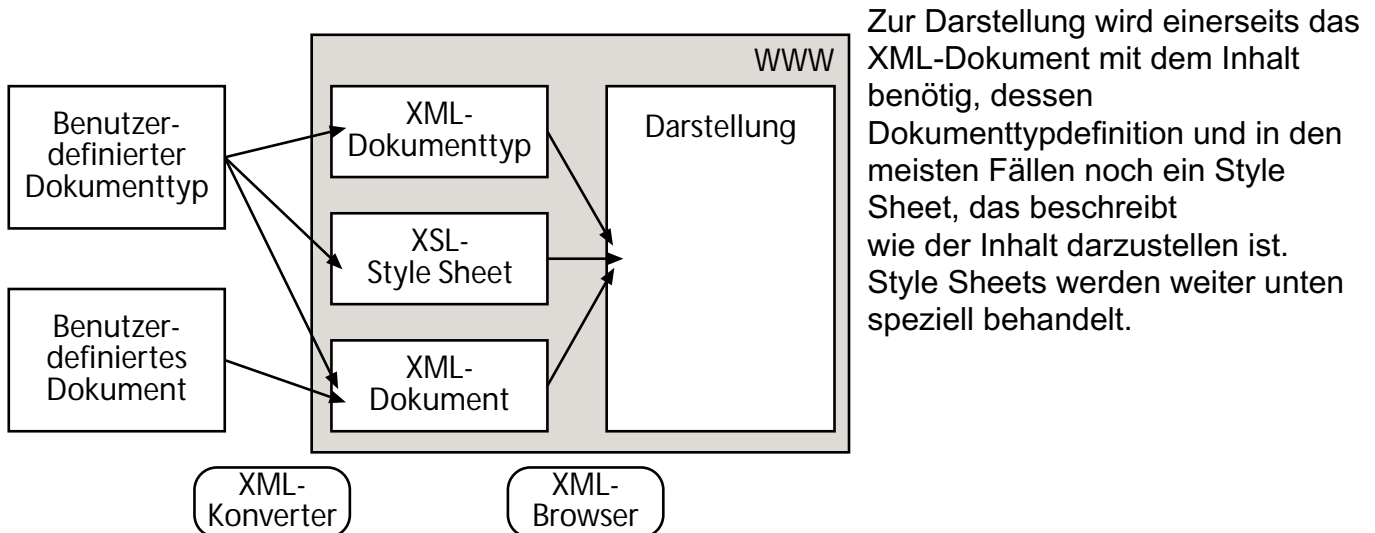 WWW
Benutzer-
definierter
Dokumenttyp
Benutzer-
definiertes
Dokument
XML-
Dokumenttyp
XSL-
Style Sheet
XML-
Dokument
Darstellung
XML-
Konverter
XML-
Browser
Zur Darstellung wird einerseits das
XML-Dokument mit dem Inhalt
benötig, dessen
Dokumenttypdefinition und in den
meisten Fällen noch ein Style
Sheet, das beschreibt
wie der Inhalt darzustellen ist.
Style Sheets werden weiter unten
speziell behandelt.